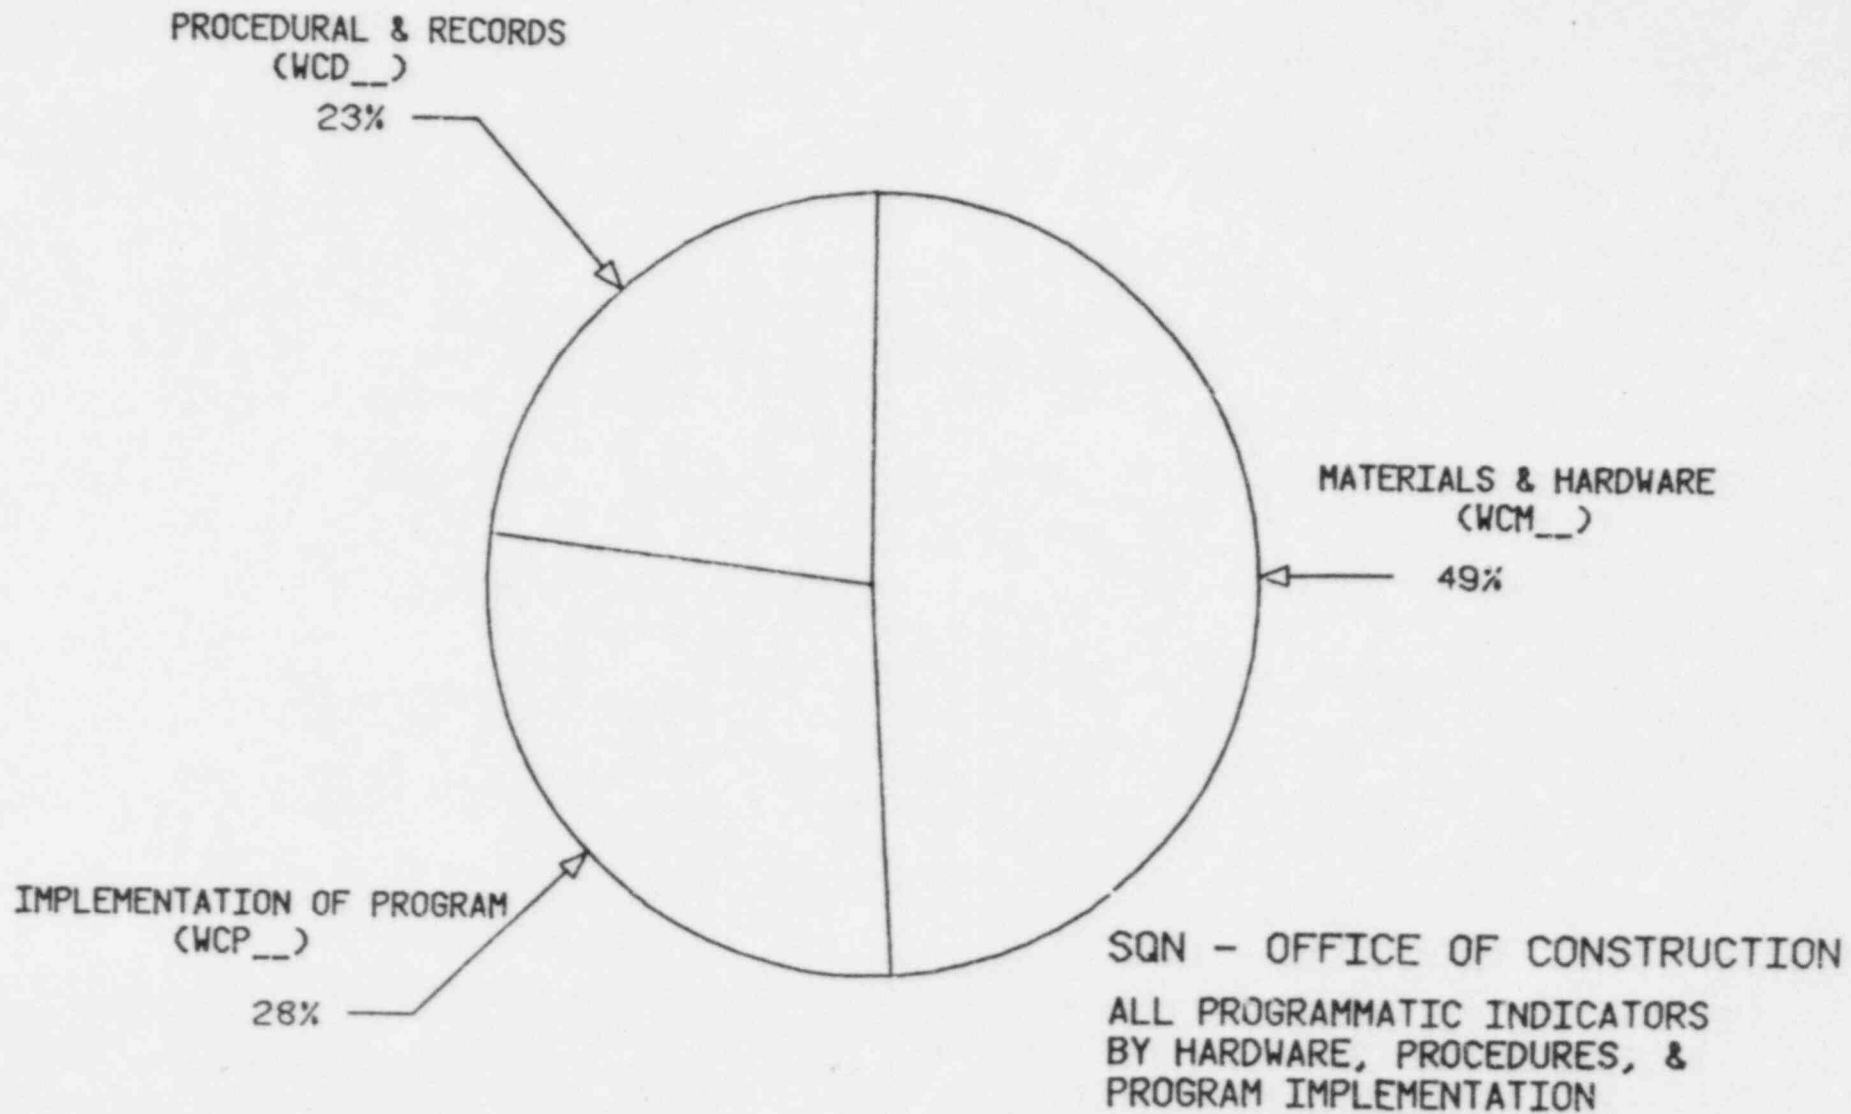 PROCEDURAL & RECORDS
(WCD__)
23%
MATERIALS & HARDWARE
(WCM__)
49%
IMPLEMENTATION OF PROGRAM
(WCP__)
28%
SQN - OFFICE OF CONSTRUCTION
ALL PROGRAMMATIC INDICATORS
BY HARDWARE, PROCEDURES, &
PROGRAM IMPLEMENTATION